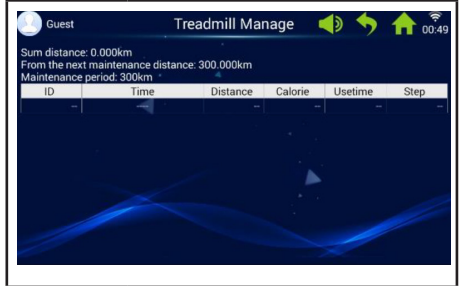 Guest Treadmill Manage 00:49
Sum distance: 0.000km
From the next maintenance distance: 300.000km
Maintenance period: 300km
ID Time Distance Calorie Usetime Step
-- ---- -- -- -- --